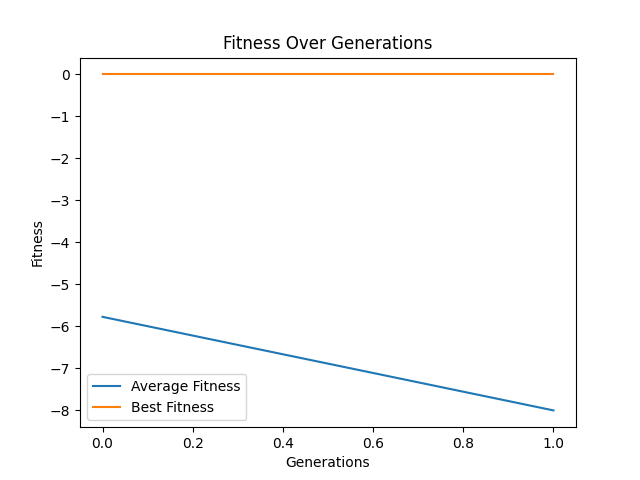 Fitness Over Generations
Fitness
0
−1
−2
−3
−4
−5
−6
−7
−8
Average Fitness
Best Fitness
0.0 0.2 0.4 0.6 0.8 1.0
Generations